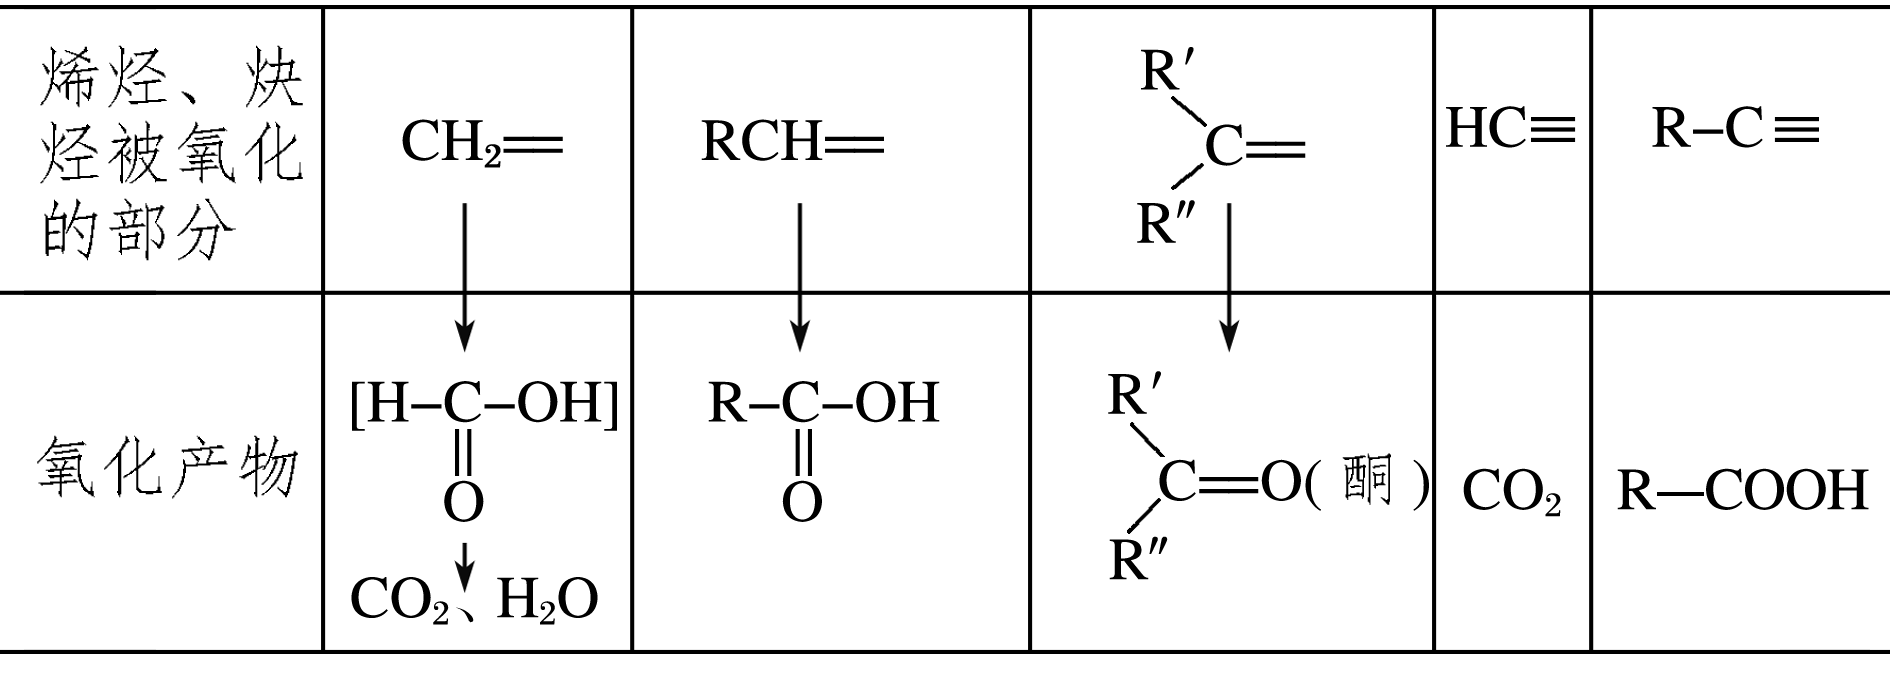 烯烃、炔
烃被氧化
的部分
CH₂═
RCH═
R′
C═
R″
HC≡
R–C≡
氧化产物
[H–C–OH]
‖
O
CO₂、H₂O
R–C–OH
‖
O
R′
C═O(酮)
R″
CO₂
R—COOH